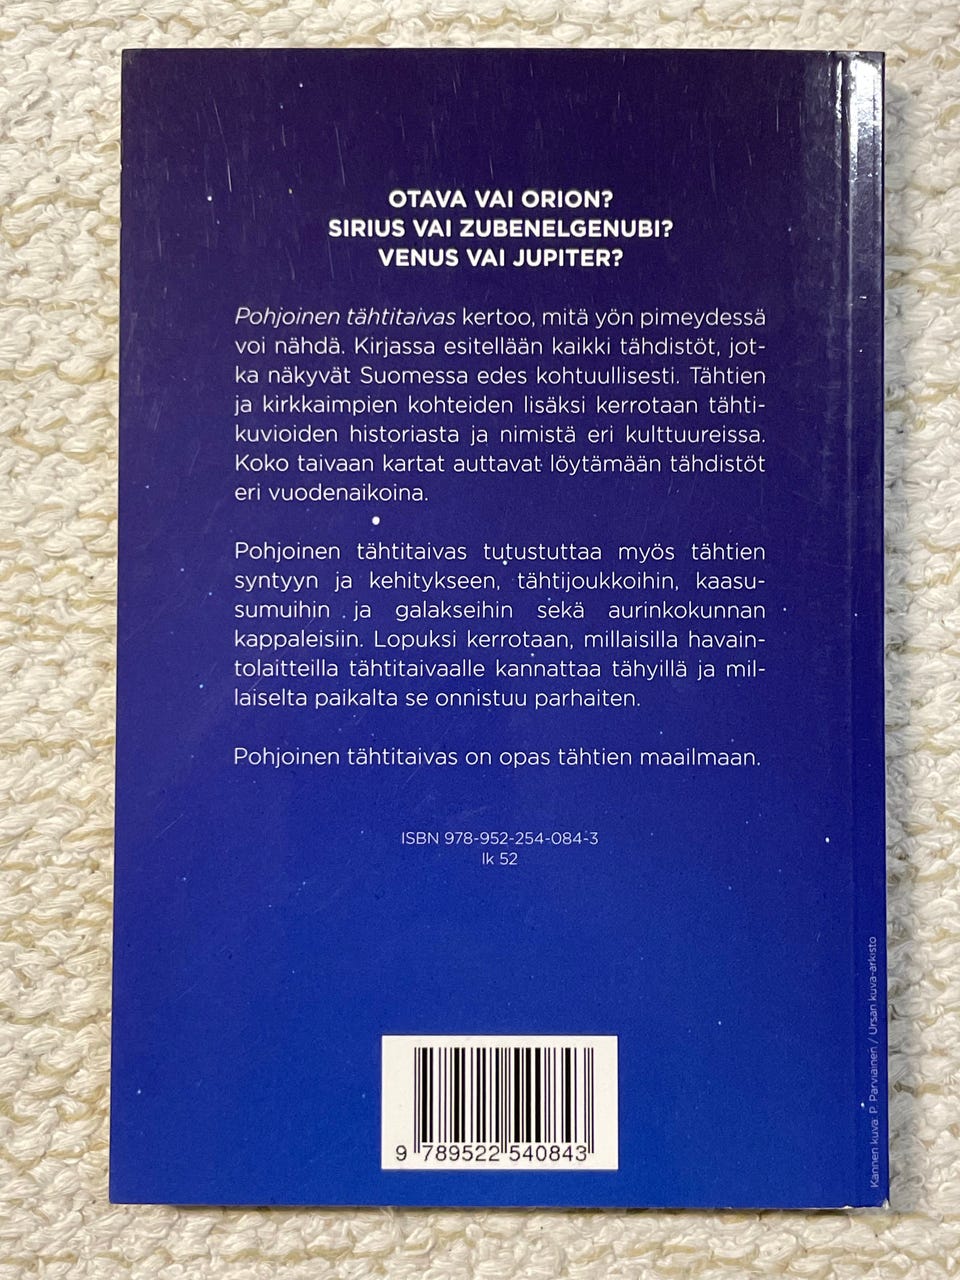 OTAVA VAI ORION?
SIRIUS VAI ZUBENELGENUBI?
VENUS VAI JUPITER?
Pohjoinen tähtitaivas kertoo, mitä yön pimeydessä
voi nähdä. Kirjassa esitellään kaikki tähdistöt, jot-
ka näkyvät Suomessa edes kohtuullisesti. Tähtien
ja kirkkaimpien kohteiden lisäksi kerrotaan tähti-
kuvioiden historiasta ja nimistä eri kulttuureissa.
Koko taivaan kartat auttavat löytämään tähdistöt
eri vuodenaikoina.
Pohjoinen tähtitaivas tutustuttaa myös tähtien
syntyyn ja kehitykseen, tähtijoukkoihin, kaasu-
sumuihin ja galakseihin sekä aurinkokunnan
kappaleisiin. Lopuksi kerrotaan, millaisilla havain-
tolaitteilla tähtitaivaalle kannattaa tähyillä ja mil-
laiselta paikalta se onnistuu parhaiten.
Pohjoinen tähtitaivas on opas tähtien maailmaan.
ISBN 978-952-254-084-3
lk 52
9 789522 540843
Kannen kuva: P. Parviainen / Ursan kuva-arkisto